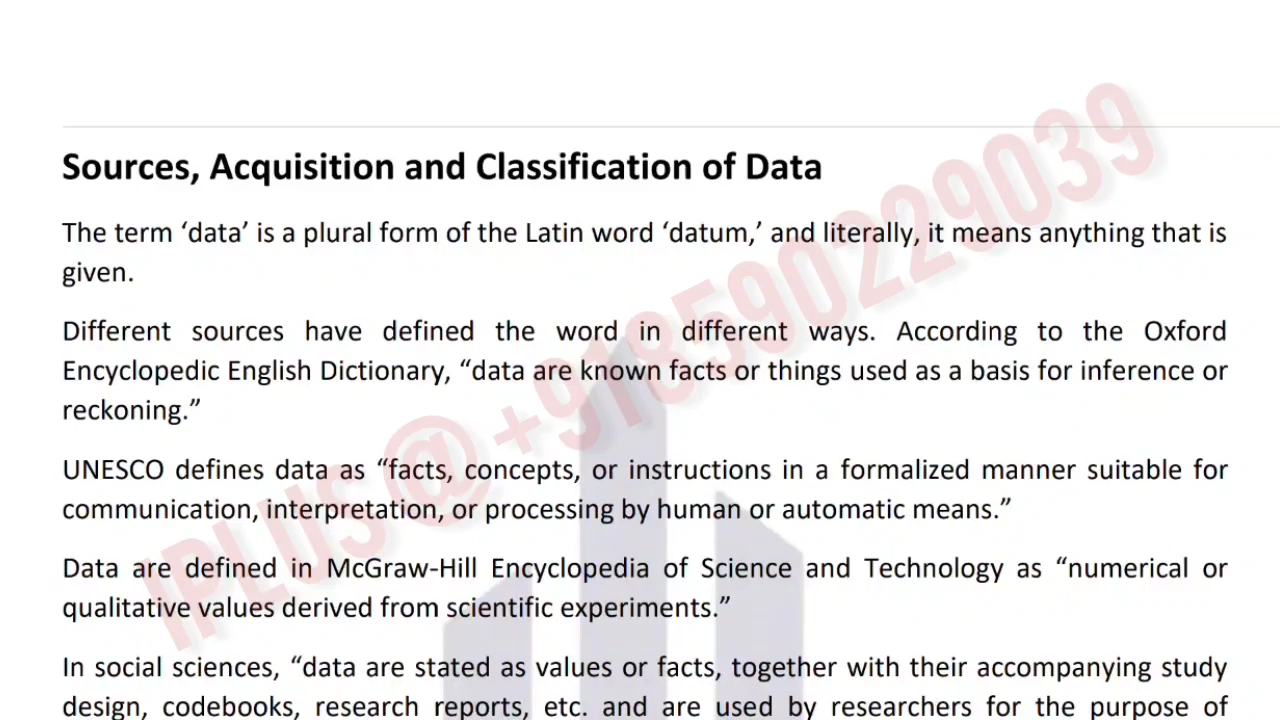 Sources, Acquisition and Classification of Data
The term ‘data’ is a plural form of the Latin word ‘datum,’ and literally, it means anything that is
given.
Different sources have defined the word in different ways. According to the Oxford
Encyclopedic English Dictionary, “data are known facts or things used as a basis for inference or
reckoning.”
UNESCO defines data as “facts, concepts, or instructions in a formalized manner suitable for
communication, interpretation, or processing by human or automatic means.”
Data are defined in McGraw-Hill Encyclopedia of Science and Technology as “numerical or
qualitative values derived from scientific experiments.”
In social sciences, “data are stated as values or facts, together with their accompanying study
design, codebooks, research reports, etc. and are used by researchers for the purpose of
IPLUS@+918590229039